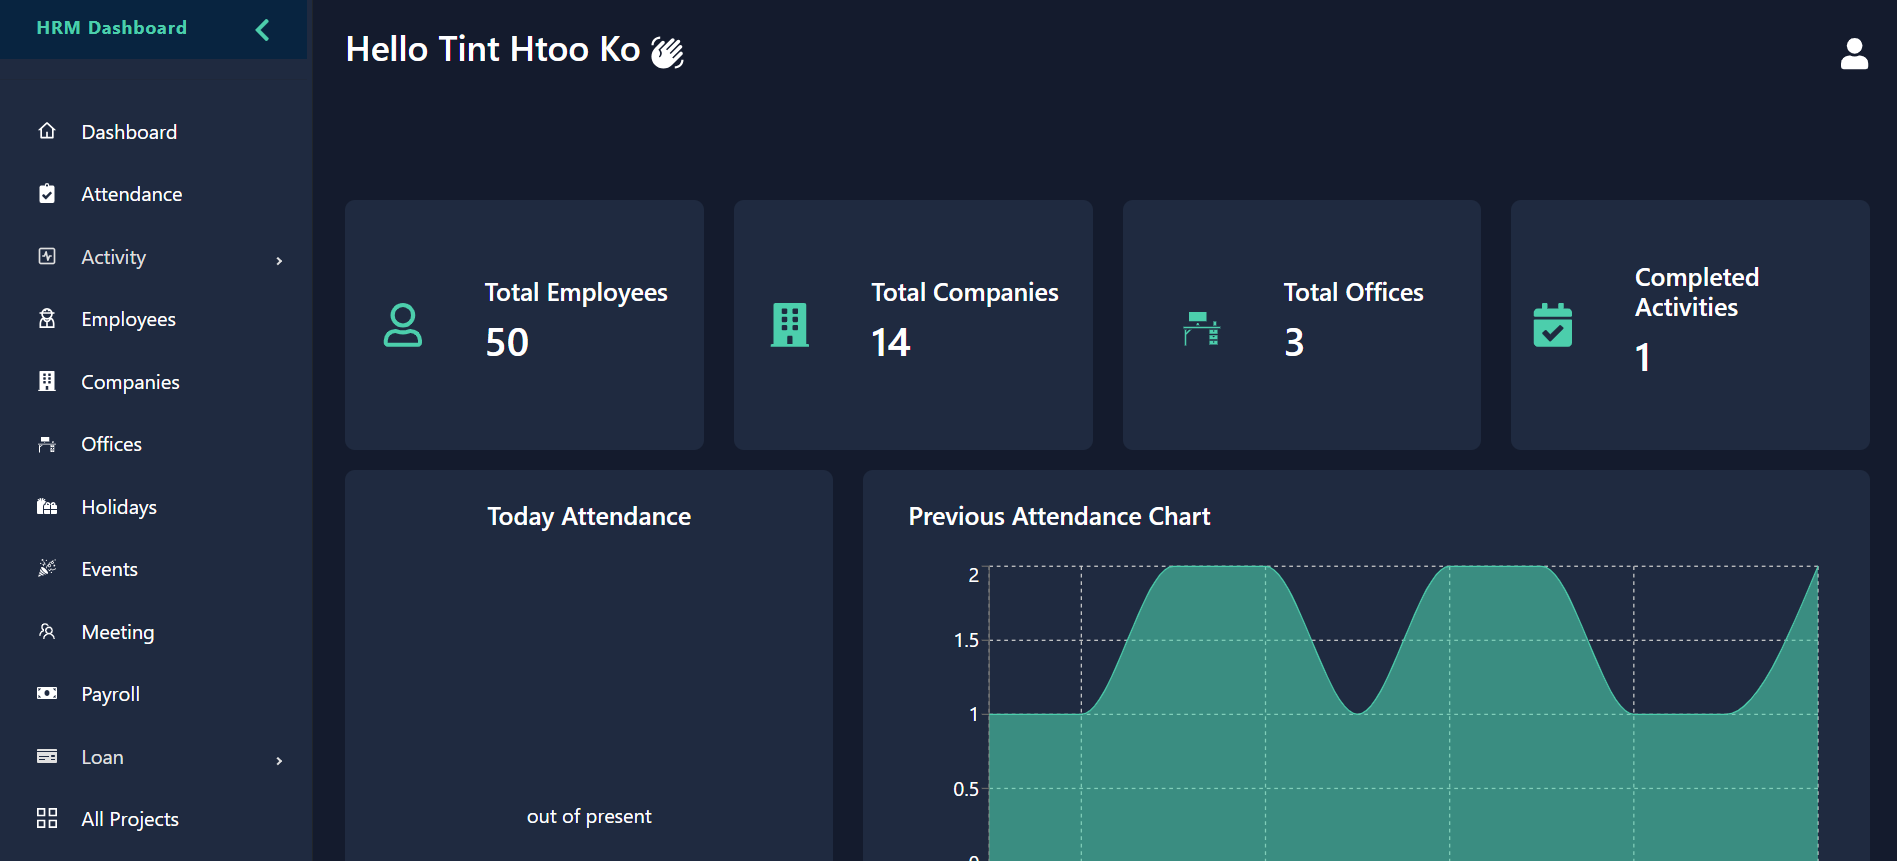 HRM Dashboard
Dashboard
Attendance
Activity
Employees
Companies
Offices
Holidays
Events
Meeting
Payroll
Loan
All Projects
Hello Tint Htoo Ko
Total Employees
50
Total Companies
14
Total Offices
3
Completed
Activities
1
Today Attendance
out of present
Previous Attendance Chart
2
1.5
1
0.5
0